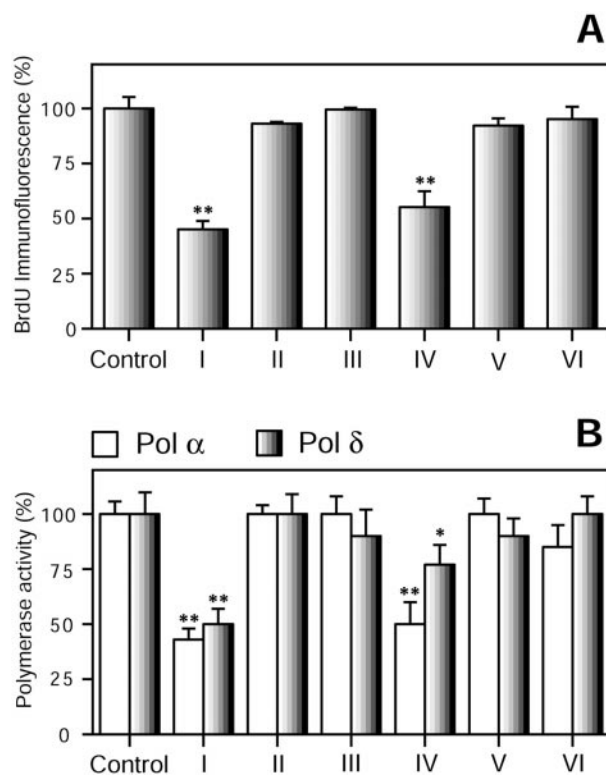 A
BrdU Immunofluorescence (%)
100
75
50
25
0
** **
Control I II III IV V VI
B
Pol α Pol δ
Polymerase activity (%)
100
75
50
25
0
** ** ** *
Control I II III IV V VI